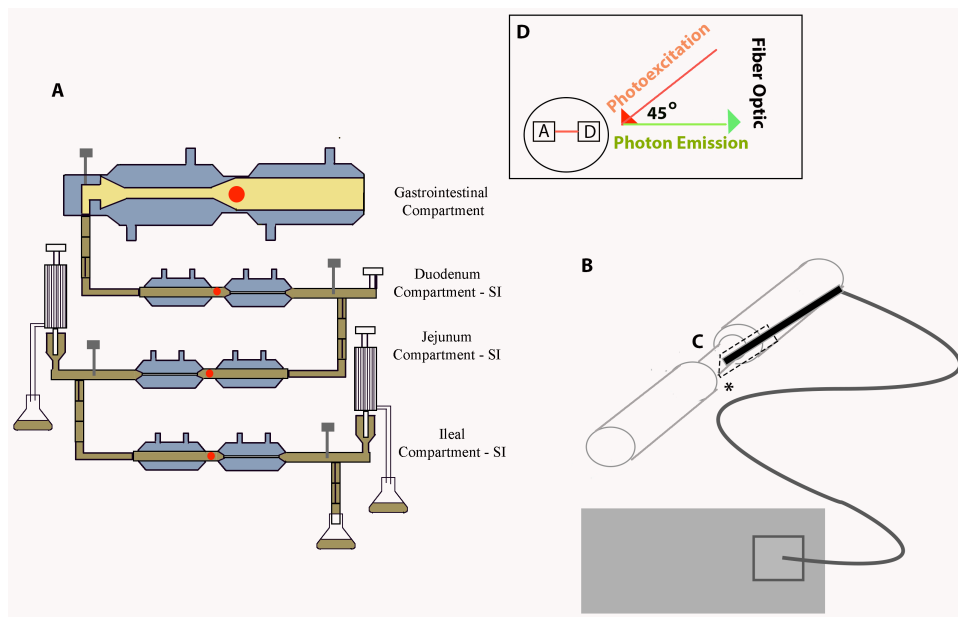 A
Gastrointestinal
Compartment
Duodenum
Compartment - SI
Jejunum
Compartment - SI
Ileal
Compartment - SI
D
Photoexcitation
45°
Photon Emission
Fiber Optic
A
D
B
C
*